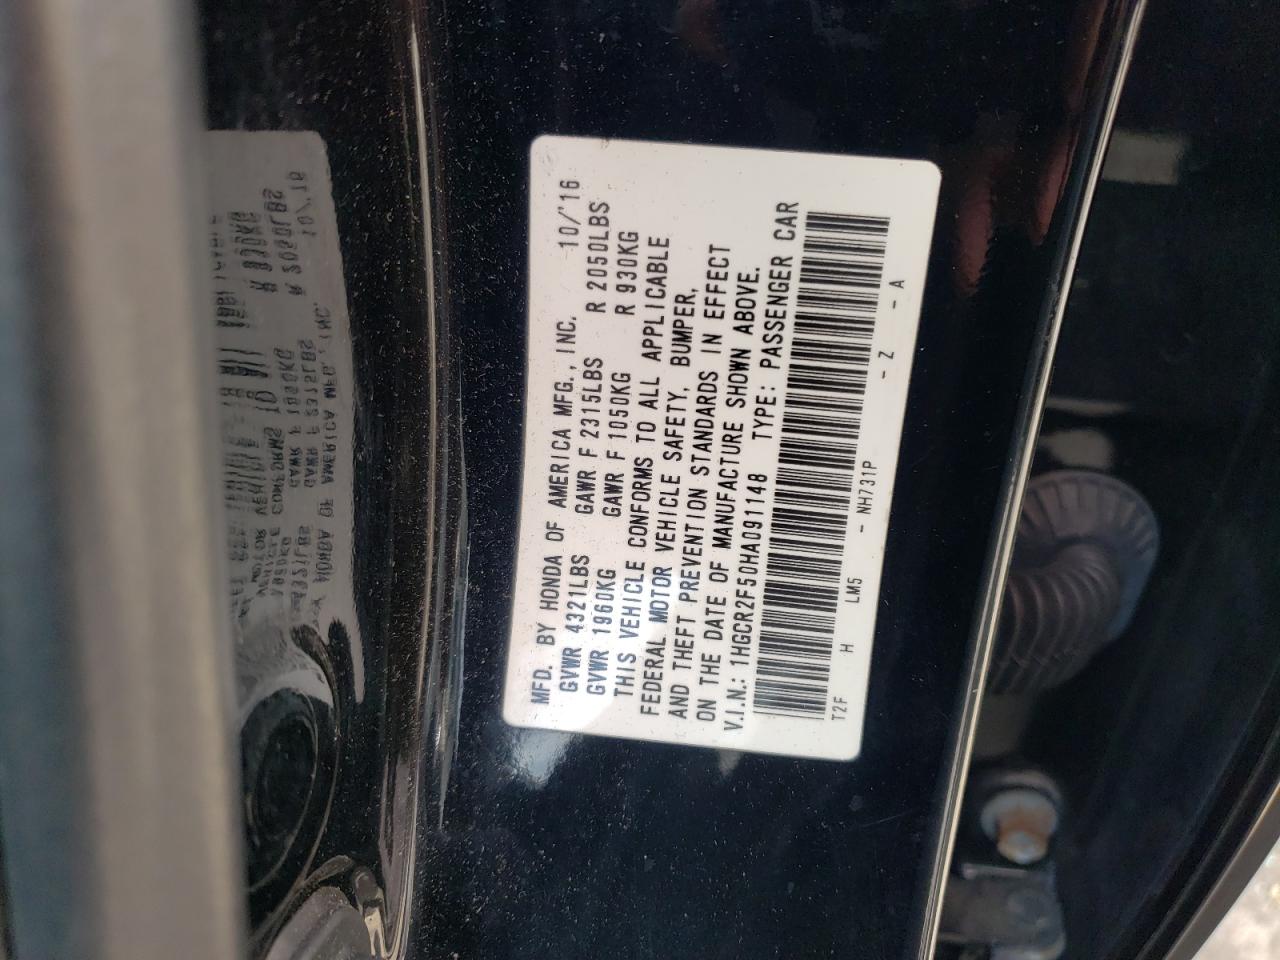 MFD. BY HONDA OF AMERICA MFG., INC. 10/'16
GVWR 4321LBS GAWR F 2315LBS R 2050LBS
GVWR 1960KG GAWR F 1050KG R 930KG
THIS VEHICLE CONFORMS TO ALL APPLICABLE
FEDERAL MOTOR VEHICLE SAFETY, BUMPER,
AND THEFT PREVENTION STANDARDS IN EFFECT
ON THE DATE OF MANUFACTURE SHOWN ABOVE.
V.I.N.: 1HGCR2F50HA091148 TYPE: PASSENGER CAR
T2F H LM5 - NH731P - Z - A